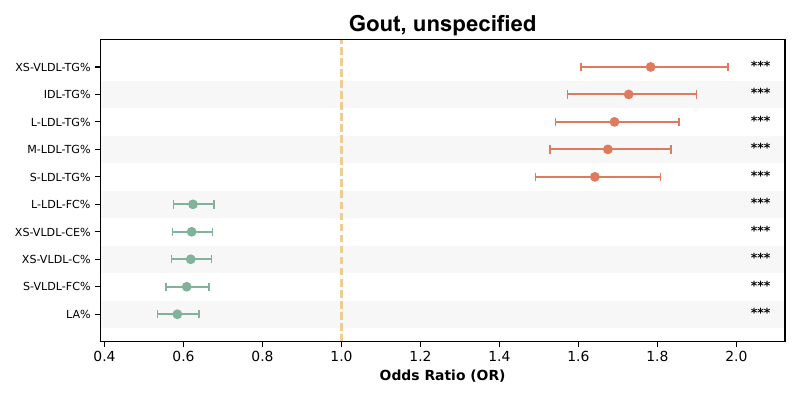 Gout, unspecified
XS-VLDL-TG% ***
IDL-TG% ***
L-LDL-TG% ***
M-LDL-TG% ***
S-LDL-TG% ***
L-LDL-FC% ***
XS-VLDL-CE% ***
XS-VLDL-C% ***
S-VLDL-FC% ***
LA% ***
0.4 0.6 0.8 1.0 1.2 1.4 1.6 1.8 2.0
Odds Ratio (OR)